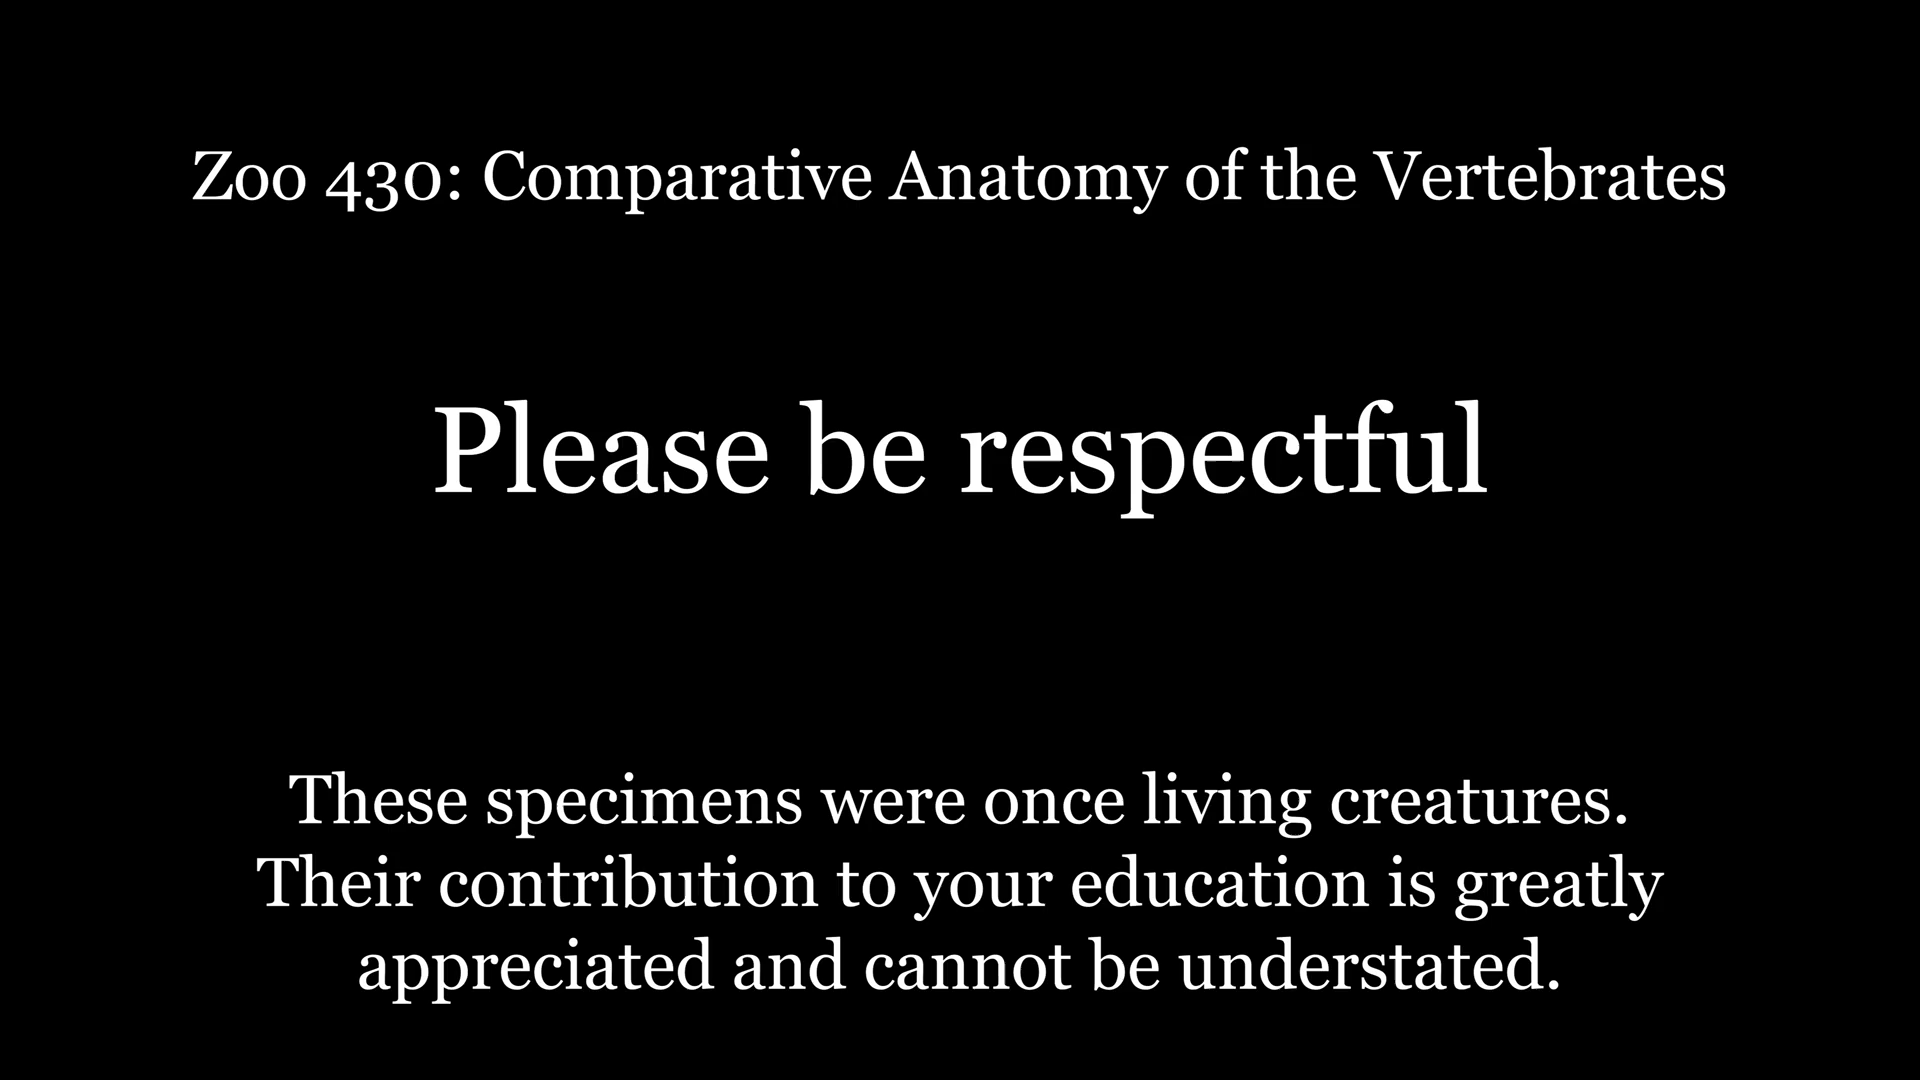 Zoo 430: Comparative Anatomy of the Vertebrates
Please be respectful
These specimens were once living creatures.
Their contribution to your education is greatly
appreciated and cannot be understated.